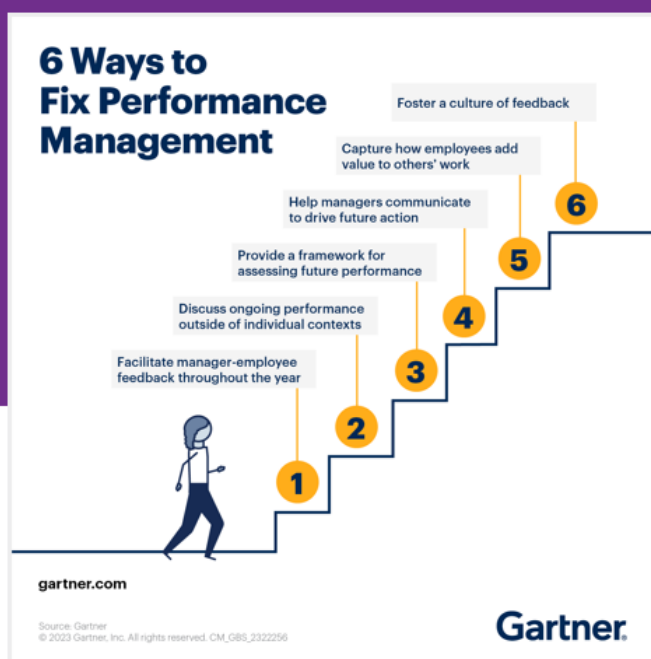 6 Ways to
Fix Performance
Management
Foster a culture of feedback
6
Capture how employees add
value to others' work
5
Help managers communicate
to drive future action
4
Provide a framework for
assessing future performance
3
Discuss ongoing performance
outside of individual contexts
2
Facilitate manager-employee
feedback throughout the year
1
gartner.com
Source: Gartner
© 2023 Gartner, Inc. All rights reserved. CM_GBS_2322256
Gartner.